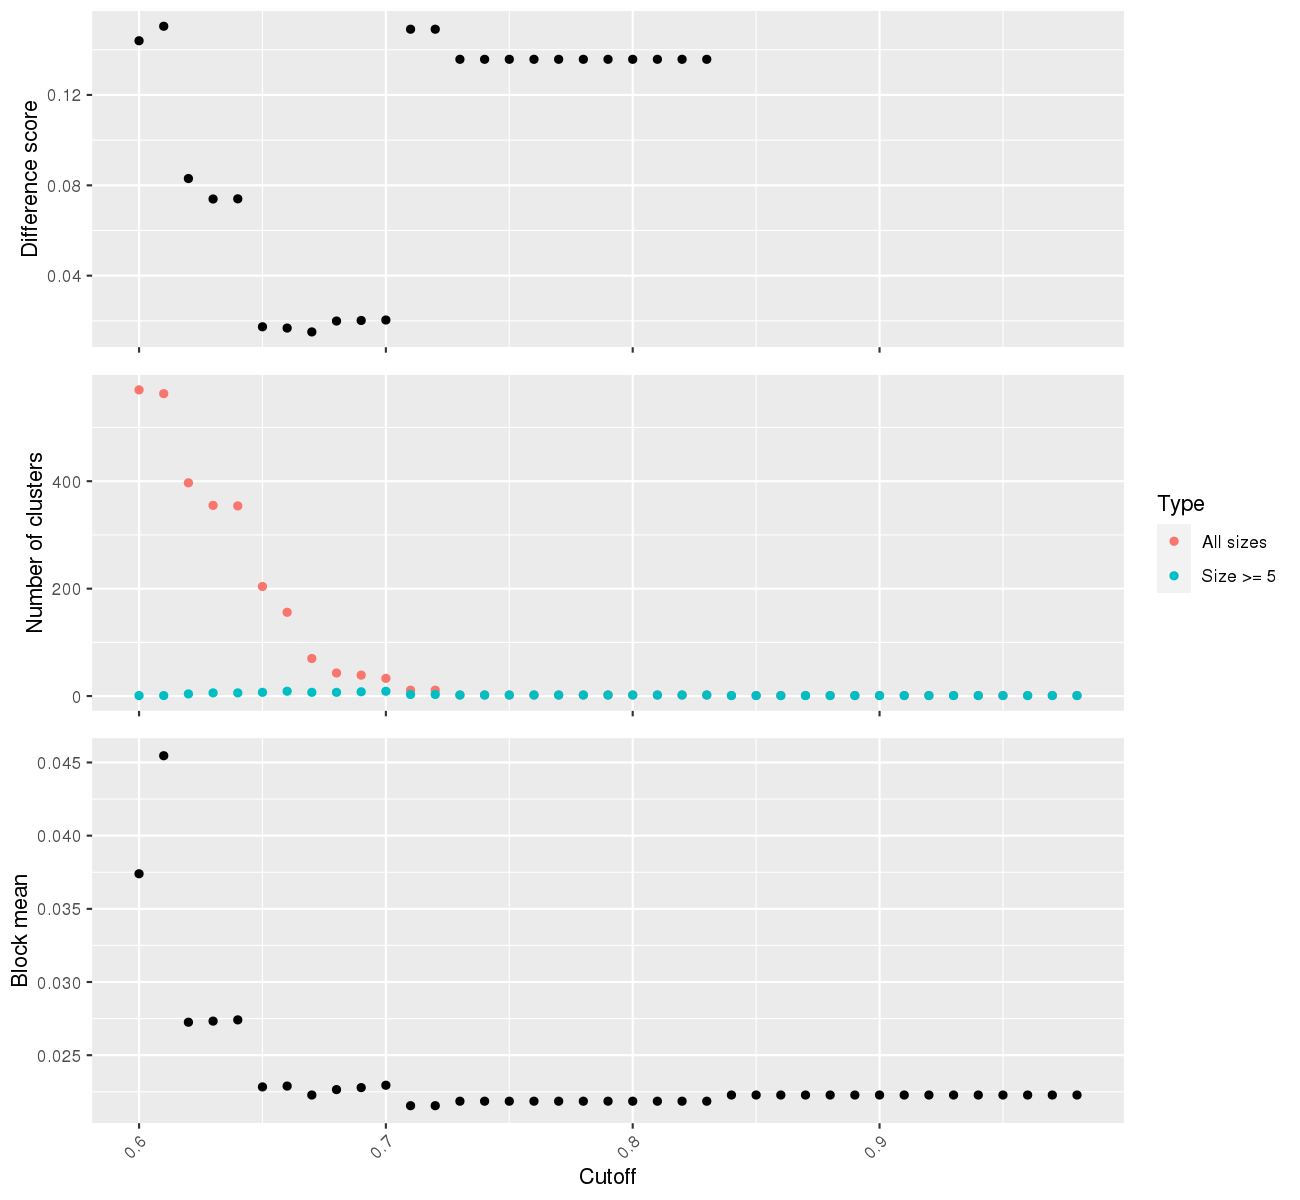 Difference score
0.12
0.08
0.04
Number of clusters
400
200
0
Type
All sizes
Size >= 5
Block mean
0.045
0.040
0.035
0.030
0.025
0.6
0.7
0.8
0.9
Cutoff